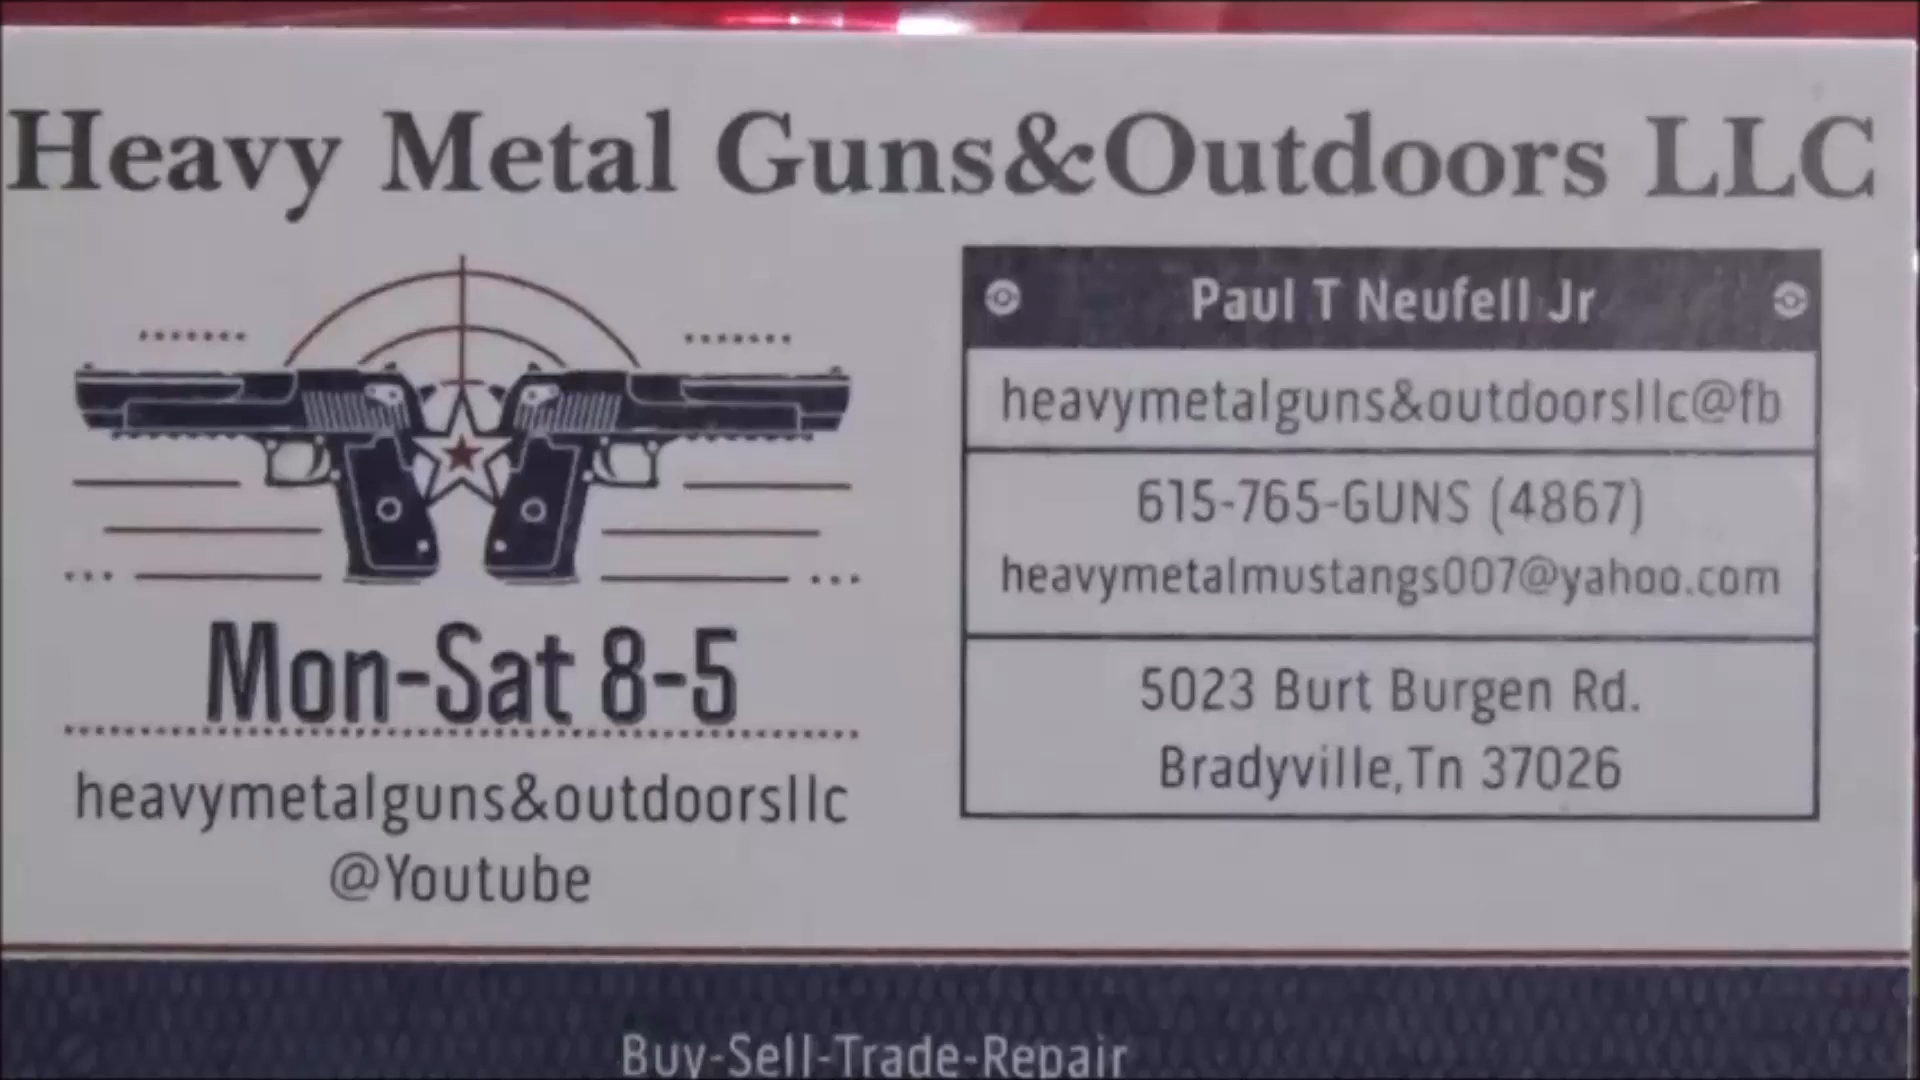 Heavy Metal Guns&Outdoors LLC
Mon-Sat 8-5
heavymetalguns&outdoorsllc
@Youtube
Paul T Neufell Jr
heavymetalguns&outdoorsllc@fb
615-765-GUNS (4867)
heavymetalmustangs007@yahoo.com
5023 Burt Burgen Rd.
Bradyville,Tn 37026
Buy-Sell-Trade-Repair